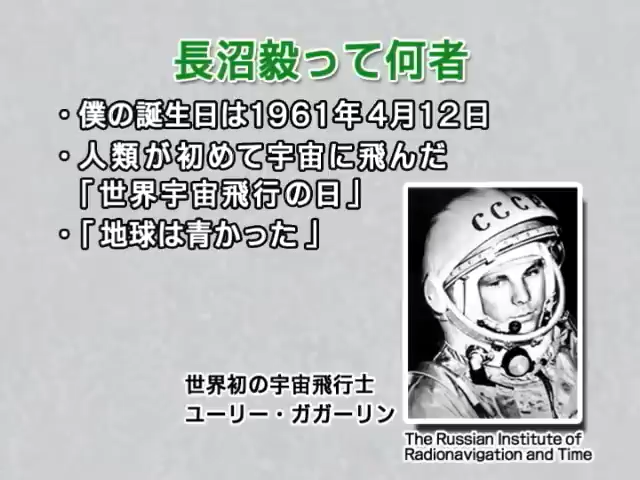 長沼毅って何者
・僕の誕生日は1961年4月12日
・人類が初めて宇宙に飛んだ
『世界宇宙飛行の日』
・『地球は青かった』
CCCP
世界初の宇宙飛行士
ユーリー・ガガーリン
The Russian Institute of
Radionavigation and Time